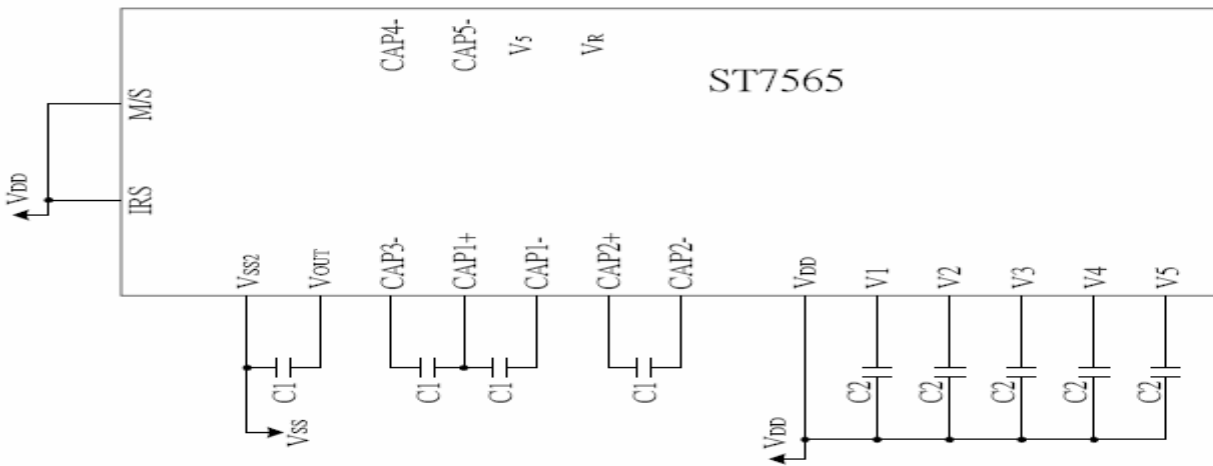 CAP4-
CAP5-
V5
VR
ST7565
M/S
IRS
VDD
VSS2
VOUT
CAP3-
CAP1+
CAP1-
CAP2+
CAP2-
VDD
V1
V2
V3
V4
V5
C1
C1
C1
C1
C2
C2
C2
C2
C2
VSS
VDD